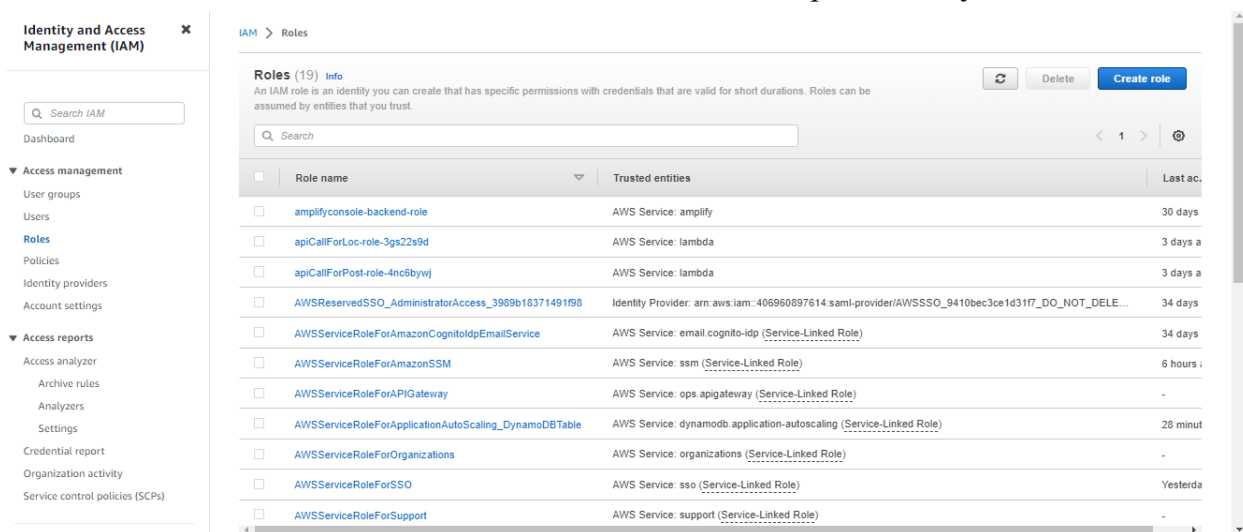 Identity and Access
Management (IAM)
Search IAM
Dashboard
Access management
User groups
Users
Roles
Policies
Identity providers
Account settings
Access reports
Access analyzer
Archive rules
Analyzers
Settings
Credential report
Organization activity
Service control policies (SCPs)
IAM > Roles
Roles (19) Info
An IAM role is an identity you can create that has specific permissions with credentials that are valid for short durations. Roles can be
assumed by entities that you trust.
Delete
Create role
Search
< 1 >
Role name Trusted entities Last ac...
amplifyconsole-backend-role AWS Service: amplify 30 days
apiCallForLoc-role-3gs22s9d AWS Service: lambda 3 days a
apiCallForPost-role-4nc6bywj AWS Service: lambda 3 days a
AWSReservedSSO_AdministratorAccess_3989b18371491f98 Identity Provider: arn:aws:iam::406960897614:saml-provider/AWSSSO_9410bec3ce1d31f7_DO_NOT_DELE... 34 days
AWSServiceRoleForAmazonCognitoIdpEmailService AWS Service: email.cognito-idp (Service-Linked Role) 34 days
AWSServiceRoleForAmazonSSM AWS Service: ssm (Service-Linked Role) 6 hours
AWSServiceRoleForAPIGateway AWS Service: ops.apigateway (Service-Linked Role) -
AWSServiceRoleForApplicationAutoScaling_DynamoDBTable AWS Service: dynamodb.application-autoscaling (Service-Linked Role) 28 minut
AWSServiceRoleForOrganizations AWS Service: organizations (Service-Linked Role) -
AWSServiceRoleForSSO AWS Service: sso (Service-Linked Role) Yesterda
AWSServiceRoleForSupport AWS Service: support (Service-Linked Role) -